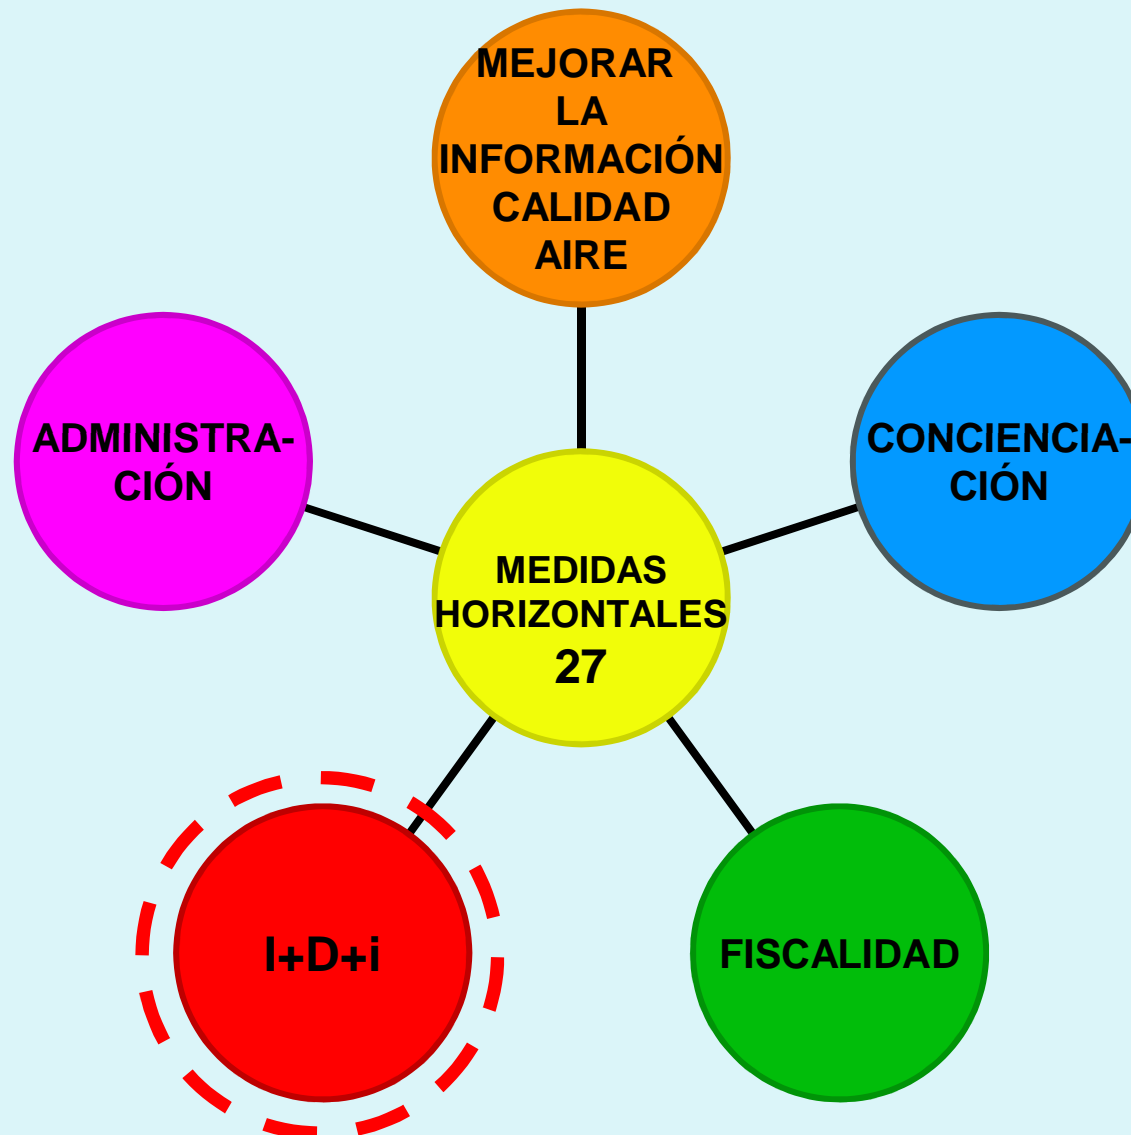 MEJORAR
LA
INFORMACIÓN
CALIDAD
AIRE
ADMINISTRA-
CIÓN
CONCIENCIA-
CIÓN
MEDIDAS
HORIZONTALES
27
I+D+i
FISCALIDAD